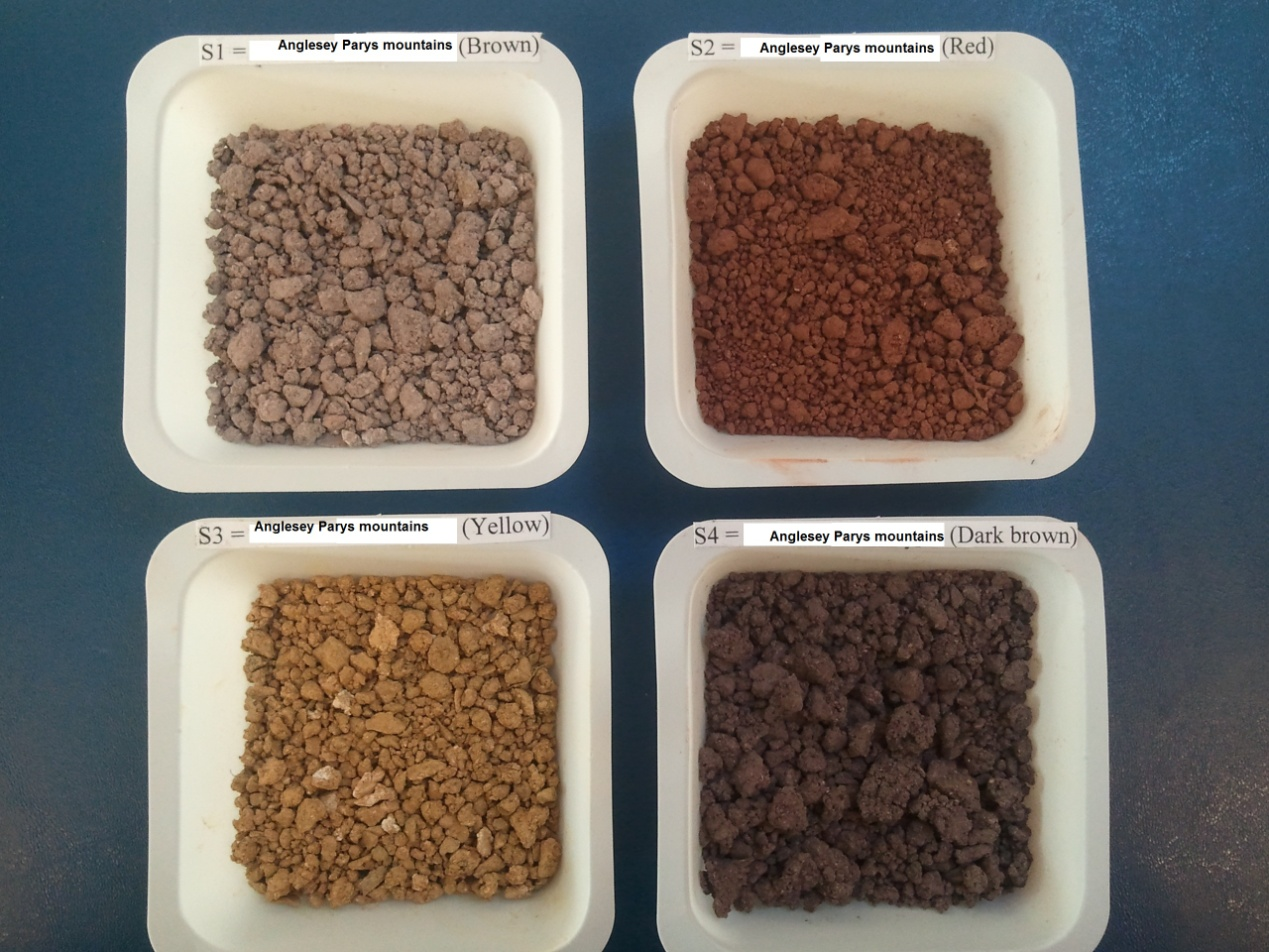 S1 = Anglesey Parys mountains (Brown)
S2 = Anglesey Parys mountains (Red)
S3 = Anglesey Parys mountains (Yellow)
S4 = Anglesey Parys mountains (Dark brown)